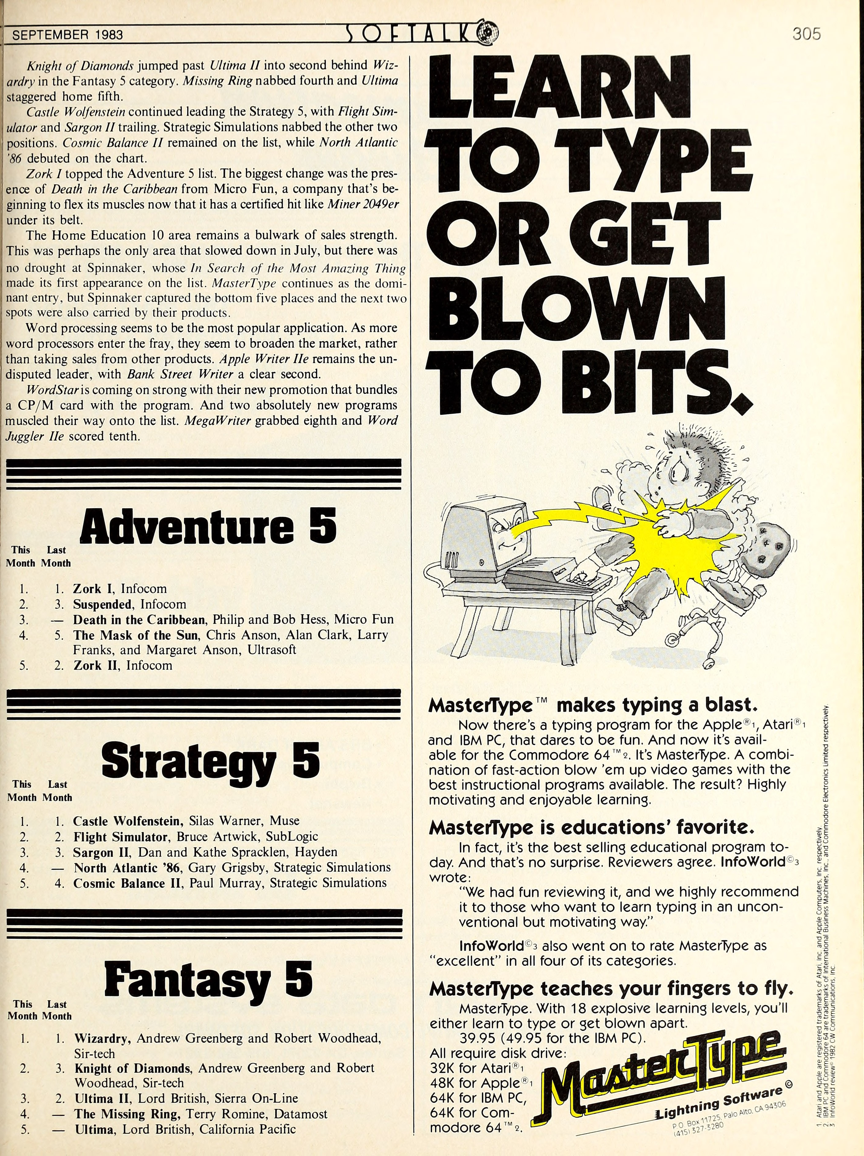 SEPTEMBER 1983
SOFTALK
305
Knight of Diamonds jumped past Ultima II into second behind Wiz-
ardry in the Fantasy 5 category. Missing Ring nabbed fourth and Ultima
staggered home fifth.
Castle Wolfenstein continued leading the Strategy 5, with Flight Sim-
ulator and Sargon II trailing. Strategic Simulations nabbed the other two
positions. Cosmic Balance II remained on the list, while North Atlantic
'86 debuted on the chart.
Zork I topped the Adventure 5 list. The biggest change was the pres-
ence of Death in the Caribbean from Micro Fun, a company that's be-
ginning to flex its muscles now that it has a certified hit like Miner 2049er
under its belt.
The Home Education 10 area remains a bulwark of sales strength.
This was perhaps the only area that slowed down in July, but there was
no drought at Spinnaker, whose In Search of the Most Amazing Thing
made its first appearance on the list. MasterType continues as the domi-
nant entry, but Spinnaker captured the bottom five places and the next two
spots were also carried by their products.
Word processing seems to be the most popular application. As more
word processors enter the fray, they seem to broaden the market, rather
than taking sales from other products. Apple Writer IIe remains the un-
disputed leader, with Bank Street Writer a clear second.
WordStar is coming on strong with their new promotion that bundles
a CP/M card with the program. And two absolutely new programs
muscled their way onto the list. MegaWriter grabbed eighth and Word
Juggler IIe scored tenth.
Adventure 5
This Last
Month Month
1. 1. Zork I, Infocom
2. 3. Suspended, Infocom
3. — Death in the Caribbean, Philip and Bob Hess, Micro Fun
4. 5. The Mask of the Sun, Chris Anson, Alan Clark, Larry
Franks, and Margaret Anson, Ultrasoft
5. 2. Zork II, Infocom
Strategy 5
This Last
Month Month
1. 1. Castle Wolfenstein, Silas Warner, Muse
2. 2. Flight Simulator, Bruce Artwick, SubLogic
3. 3. Sargon II, Dan and Kathe Spracklen, Hayden
4. — North Atlantic '86, Gary Grigsby, Strategic Simulations
5. 4. Cosmic Balance II, Paul Murray, Strategic Simulations
Fantasy 5
This Last
Month Month
1. 1. Wizardry, Andrew Greenberg and Robert Woodhead,
Sir-tech
2. 3. Knight of Diamonds, Andrew Greenberg and Robert
Woodhead, Sir-tech
3. 2. Ultima II, Lord British, Sierra On-Line
4. — The Missing Ring, Terry Romine, Datamost
5. — Ultima, Lord British, California Pacific
LEARN
TO TYPE
OR GET
BLOWN
TO BITS.
MasterType™ makes typing a blast.
Now there's a typing program for the Apple®1, Atari®1
and IBM PC, that dares to be fun. And now it's avail-
able for the Commodore 64™2. It's MasterType. A combi-
nation of fast-action blow 'em up video games with the
best instructional programs available. The result? Highly
motivating and enjoyable learning.
MasterType is educations' favorite.
In fact, it's the best selling educational program to-
day. And that's no surprise. Reviewers agree. InfoWorld©3
wrote:
"We had fun reviewing it, and we highly recommend
it to those who want to learn typing in an uncon-
ventional but motivating way."
InfoWorld©3 also went on to rate MasterType as
"excellent" in all four of its categories.
MasterType teaches your fingers to fly.
MasterType. With 18 explosive learning levels, you'll
either learn to type or get blown apart.
39.95 (49.95 for the IBM PC).
All require disk drive:
32K for Atari®1
48K for Apple®1
64K for IBM PC,
64K for Com-
modore 64™2.
MasterType
Lightning Software ©
P.O. Box 11725, Palo Alto, CA 94306
(415) 327-3280
1 Atari and Apple are registered trademarks of Atari, Inc. and Apple Computers, Inc. respectively.
2 IBM PC and Commodore 64 are trademarks of International Business Machines, Inc., and Commodore Electronics Limited respectively.
3 InfoWorld review © 1982 CW Communications, Inc.